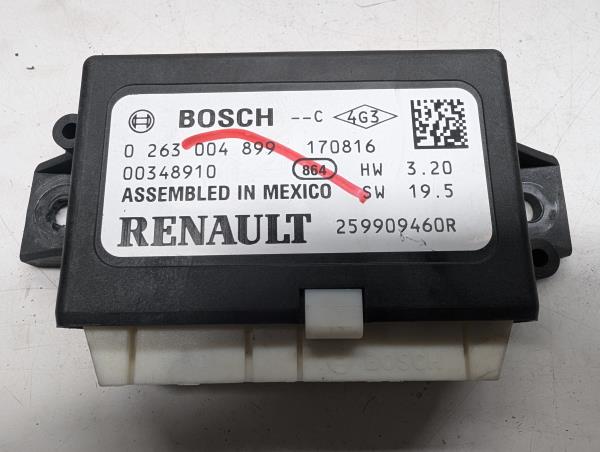 BOSCH --C 4G3
0 263 004 899 170816
00348910 864 HW 3.20
ASSEMBLED IN MEXICO SW 19.5
RENAULT 259909460R
BOSCH